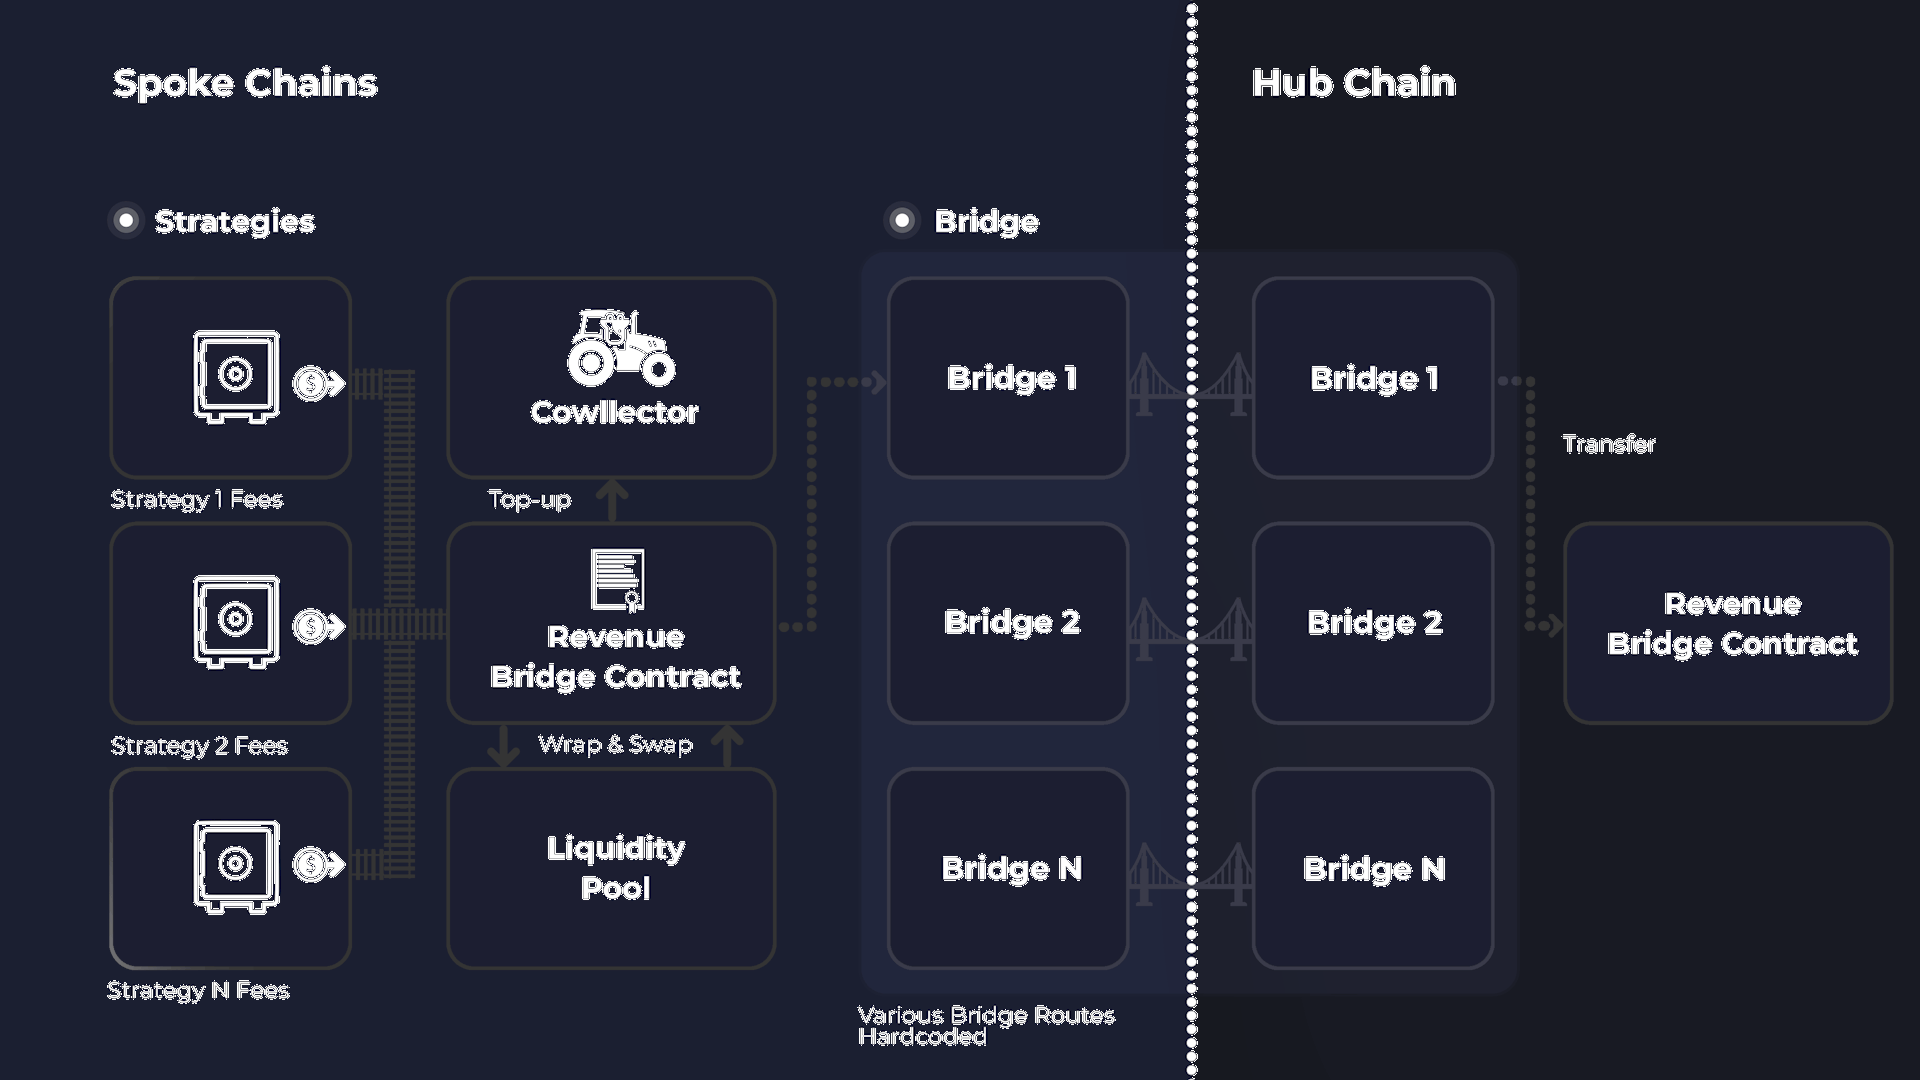 Spoke Chains
Hub Chain
Strategies
Bridge
Cowllector
Bridge 1
Bridge 1
Transfer
Strategy 1 Fees
Top-up
Revenue
Bridge Contract
Bridge 2
Bridge 2
Revenue
Bridge Contract
Strategy 2 Fees
Wrap & Swap
Liquidity
Pool
Bridge N
Bridge N
Strategy N Fees
Various Bridge Routes
Hardcoded